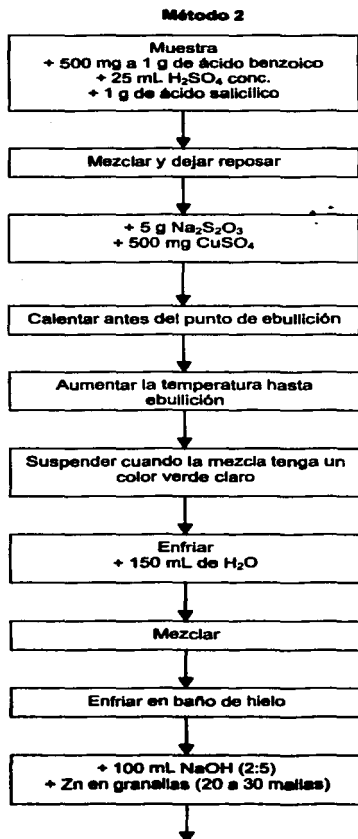 Método 2
Muestra
+ 500 mg a 1 g de ácido benzoico
+ 25 mL H₂SO₄ conc.
+ 1 g de ácido salicílico
Mezclar y dejar reposar
+ 5 g Na₂S₂O₃
+ 500 mg CuSO₄
Calentar antes del punto de ebullición
Aumentar la temperatura hasta
ebullición
Suspender cuando la mezcla tenga un
color verde claro
Enfriar
+ 150 mL de H₂O
Mezclar
Enfriar en baño de hielo
+ 100 mL NaOH (2:5)
+ Zn en granallas (20 a 30 mallas)